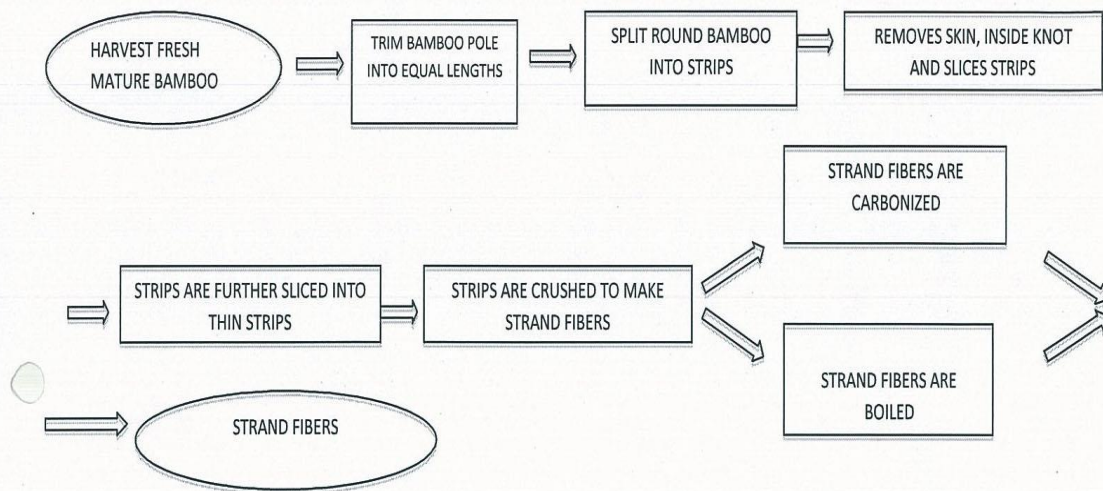 HARVEST FRESH
MATURE BAMBOO
TRIM BAMBOO POLE
INTO EQUAL LENGTHS
SPLIT ROUND BAMBOO
INTO STRIPS
REMOVES SKIN, INSIDE KNOT
AND SLICES STRIPS
STRIPS ARE FURTHER SLICED INTO
THIN STRIPS
STRIPS ARE CRUSHED TO MAKE
STRAND FIBERS
STRAND FIBERS ARE
CARBONIZED
STRAND FIBERS ARE
BOILED
STRAND FIBERS